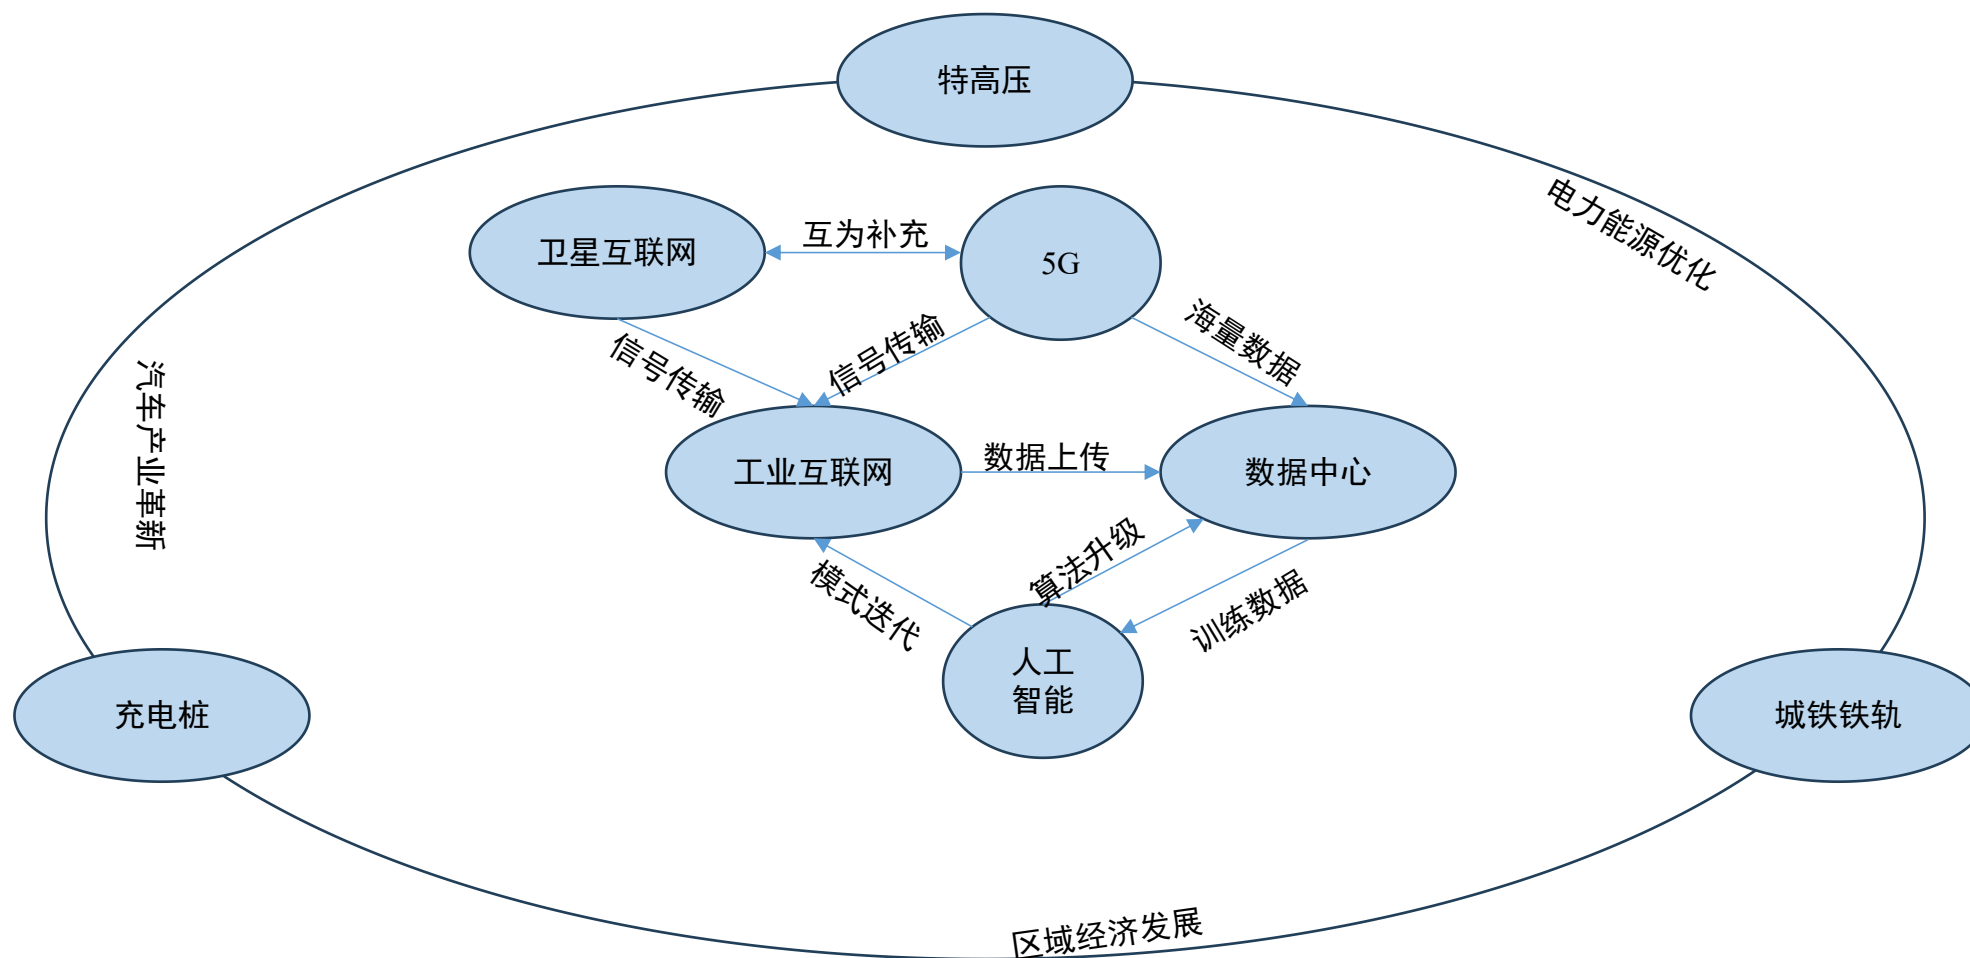 特高压
电力能源优化
卫星互联网
互为补充
5G
信号传输
信号传输
海量数据
汽车产业革新
工业互联网
数据上传
数据中心
模式迭代
算法升级
训练数据
人工
智能
充电桩
城铁铁轨
区域经济发展